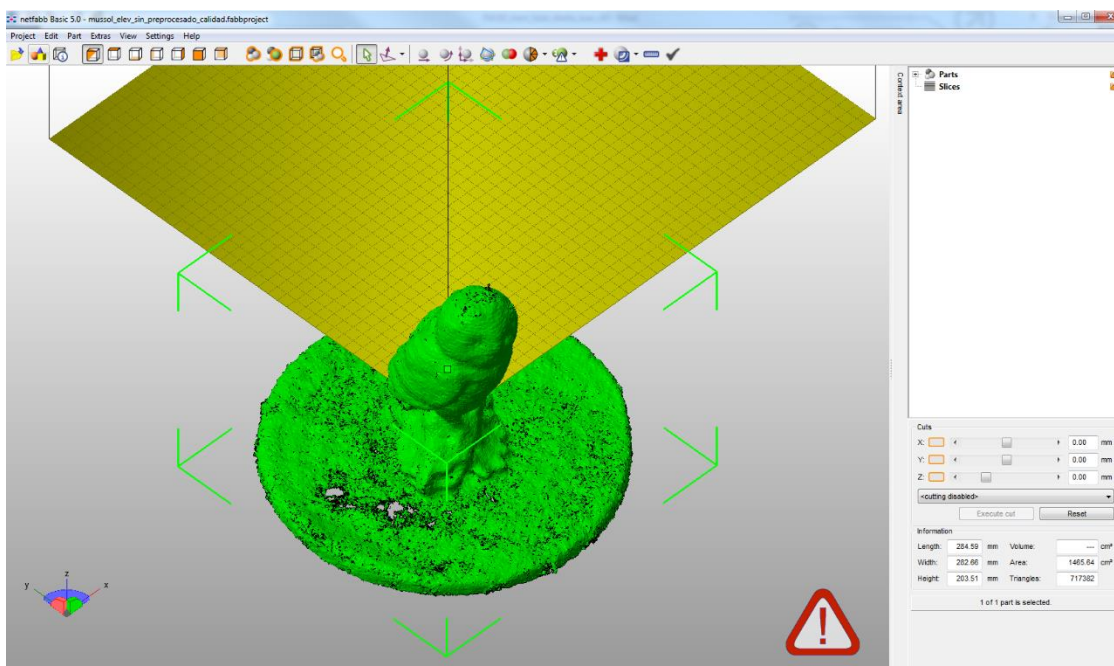 netfabb Basic 5.0 - mussol_elev_sin_preprocesado_calidad.fabbproject
Project Edit Part Extras View Settings Help
Context area
Parts
Slices
Cuts
X: 0.00 mm
Y: 0.00 mm
Z: 0.00 mm
<cutting disabled>
Execute cut Reset
Information
Length: 284.59 mm Volume: --- cm³
Width: 282.66 mm Area: 1465.64 cm²
Height: 203.51 mm Triangles: 717382
1 of 1 part is selected.
z
y
x